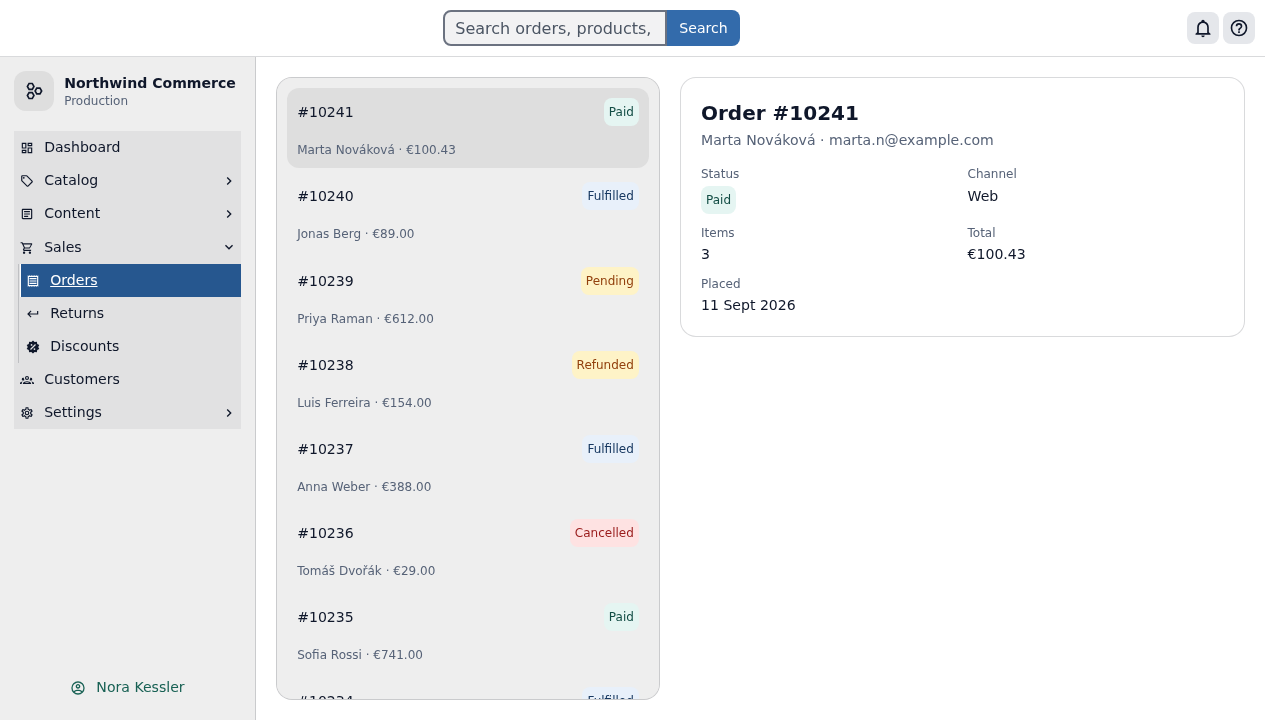 Search orders, products,
Search
Northwind Commerce
Production
Dashboard
Catalog
Content
Sales
Orders
Returns
Discounts
Customers
Settings
Nora Kessler
#10241
Paid
Marta Nováková · €100.43
#10240
Fulfilled
Jonas Berg · €89.00
#10239
Pending
Priya Raman · €612.00
#10238
Refunded
Luis Ferreira · €154.00
#10237
Fulfilled
Anna Weber · €388.00
#10236
Cancelled
Tomáš Dvořák · €29.00
#10235
Paid
Sofia Rossi · €741.00
#10234
Fulfilled
Order #10241
Marta Nováková · marta.n@example.com
Status
Paid
Channel
Web
Items
3
Total
€100.43
Placed
11 Sept 2026